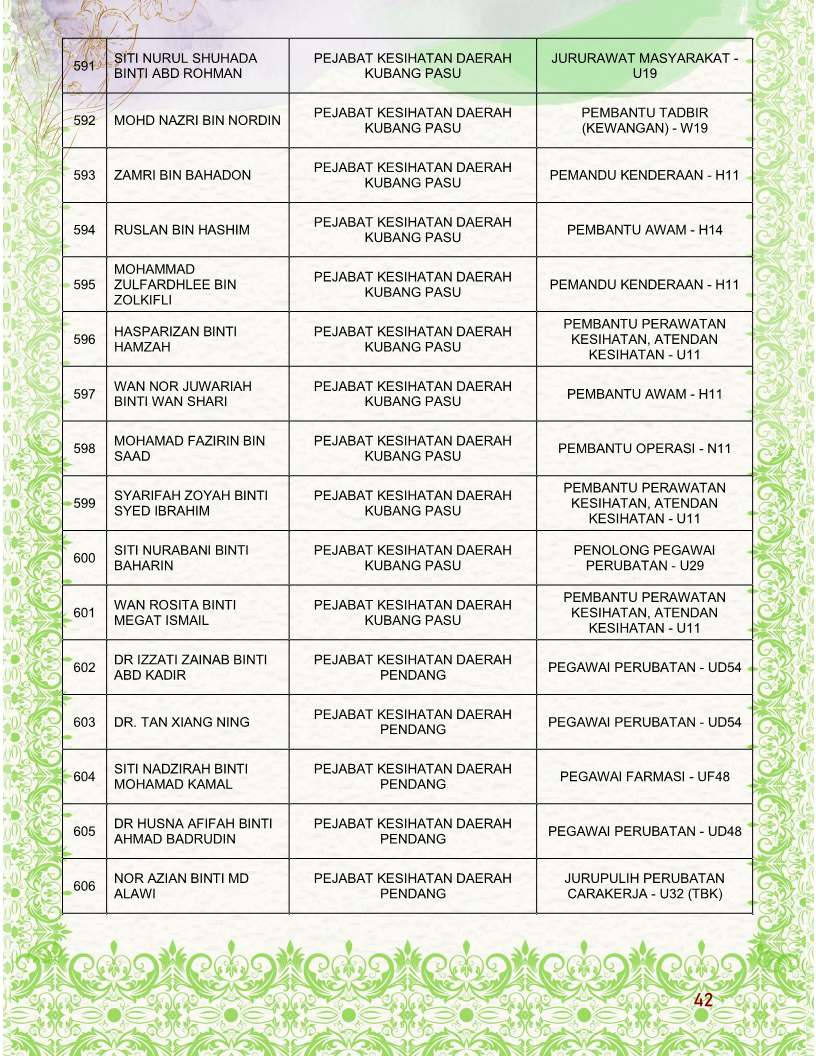 591
SITI NURUL SHUHADA
BINTI ABD ROHMAN
PEJABAT KESIHATAN DAERAH
KUBANG PASU
JURURAWAT MASYARAKAT -
U19
592
MOHD NAZRI BIN NORDIN
PEJABAT KESIHATAN DAERAH
KUBANG PASU
PEMBANTU TADBIR
(KEWANGAN) - W19
593
ZAMRI BIN BAHADON
PEJABAT KESIHATAN DAERAH
KUBANG PASU
PEMANDU KENDERAAN - H11
594
RUSLAN BIN HASHIM
PEJABAT KESIHATAN DAERAH
KUBANG PASU
PEMBANTU AWAM - H14
595
MOHAMMAD
ZULFARDHLEE BIN
ZOLKIFLI
PEJABAT KESIHATAN DAERAH
KUBANG PASU
PEMANDU KENDERAAN - H11
596
HASPARIZAN BINTI
HAMZAH
PEJABAT KESIHATAN DAERAH
KUBANG PASU
PEMBANTU PERAWATAN
KESIHATAN, ATENDAN
KESIHATAN - U11
597
WAN NOR JUWARIAH
BINTI WAN SHARI
PEJABAT KESIHATAN DAERAH
KUBANG PASU
PEMBANTU AWAM - H11
598
MOHAMAD FAZIRIN BIN
SAAD
PEJABAT KESIHATAN DAERAH
KUBANG PASU
PEMBANTU OPERASI - N11
599
SYARIFAH ZOYAH BINTI
SYED IBRAHIM
PEJABAT KESIHATAN DAERAH
KUBANG PASU
PEMBANTU PERAWATAN
KESIHATAN, ATENDAN
KESIHATAN - U11
600
SITI NURABANI BINTI
BAHARIN
PEJABAT KESIHATAN DAERAH
KUBANG PASU
PENOLONG PEGAWAI
PERUBATAN - U29
601
WAN ROSITA BINTI
MEGAT ISMAIL
PEJABAT KESIHATAN DAERAH
KUBANG PASU
PEMBANTU PERAWATAN
KESIHATAN, ATENDAN
KESIHATAN - U11
602
DR IZZATI ZAINAB BINTI
ABD KADIR
PEJABAT KESIHATAN DAERAH
PENDANG
PEGAWAI PERUBATAN - UD54
603
DR. TAN XIANG NING
PEJABAT KESIHATAN DAERAH
PENDANG
PEGAWAI PERUBATAN - UD54
604
SITI NADZIRAH BINTI
MOHAMAD KAMAL
PEJABAT KESIHATAN DAERAH
PENDANG
PEGAWAI FARMASI - UF48
605
DR HUSNA AFIFAH BINTI
AHMAD BADRUDIN
PEJABAT KESIHATAN DAERAH
PENDANG
PEGAWAI PERUBATAN - UD48
606
NOR AZIAN BINTI MD
ALAWI
PEJABAT KESIHATAN DAERAH
PENDANG
JURUPULIH PERUBATAN
CARAKERJA - U32 (TBK)
42